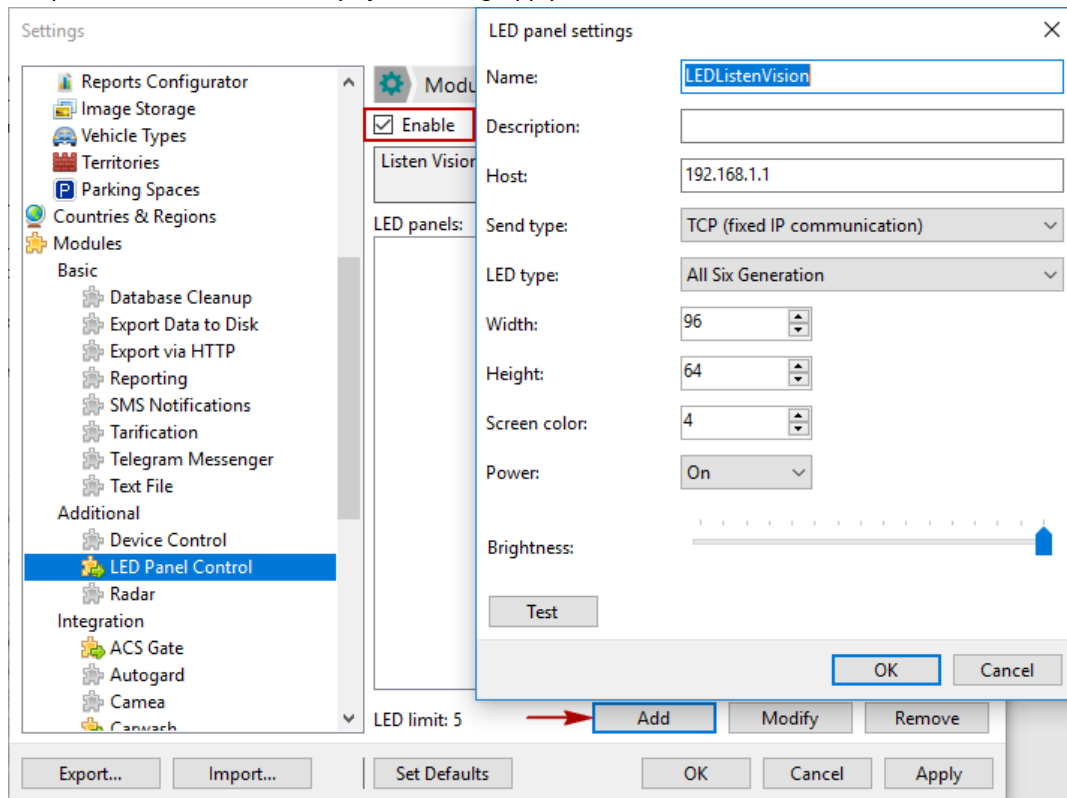 Settings
Reports Configurator
Image Storage
Vehicle Types
Territories
Parking Spaces
Countries & Regions
Modules
Basic
Database Cleanup
Export Data to Disk
Export via HTTP
Reporting
SMS Notifications
Tarification
Telegram Messenger
Text File
Additional
Device Control
LED Panel Control
Radar
Integration
ACS Gate
Autogard
Camea
Carwash
Modu
Enable
Listen Vision
LED panels:
LED limit: 5
Add Modify Remove
Export... Import... Set Defaults OK Cancel Apply
LED panel settings
Name: LEDListenVision
Description:
Host: 192.168.1.1
Send type: TCP (fixed IP communication)
LED type: All Six Generation
Width: 96
Height: 64
Screen color: 4
Power: On
Brightness:
Test
OK Cancel